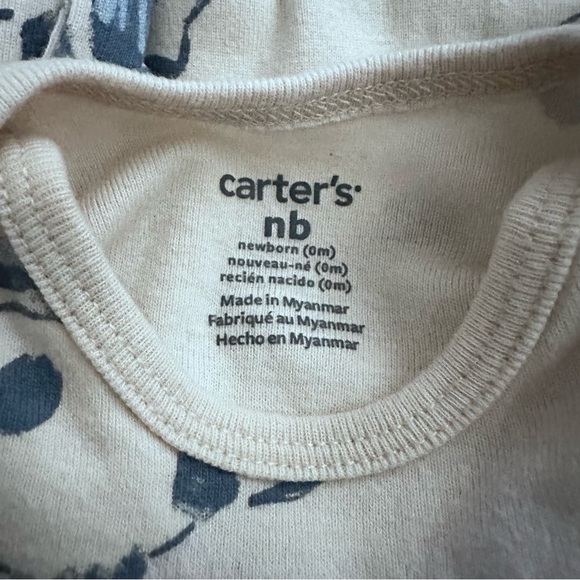 carter's
nb
newborn (0m)
nouveau-né (0m)
recién nacido (0m)
Made in Myanmar
Fabriqué au Myanmar
Hecho en Myanmar